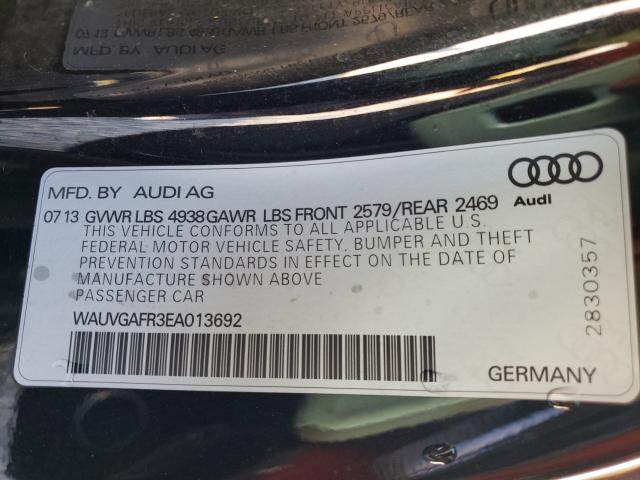 MFD. BY AUDI AG
07 13 GVWR LBS 4938 GAWR LBS FRONT 2579/REAR 2469
Audi
THIS VEHICLE CONFORMS TO ALL APPLICABLE U.S.
FEDERAL MOTOR VEHICLE SAFETY, BUMPER AND THEFT
PREVENTION STANDARDS IN EFFECT ON THE DATE OF
MANUFACTURE SHOWN ABOVE
PASSENGER CAR
WAUVGAFR3EA013692
2830357
GERMANY